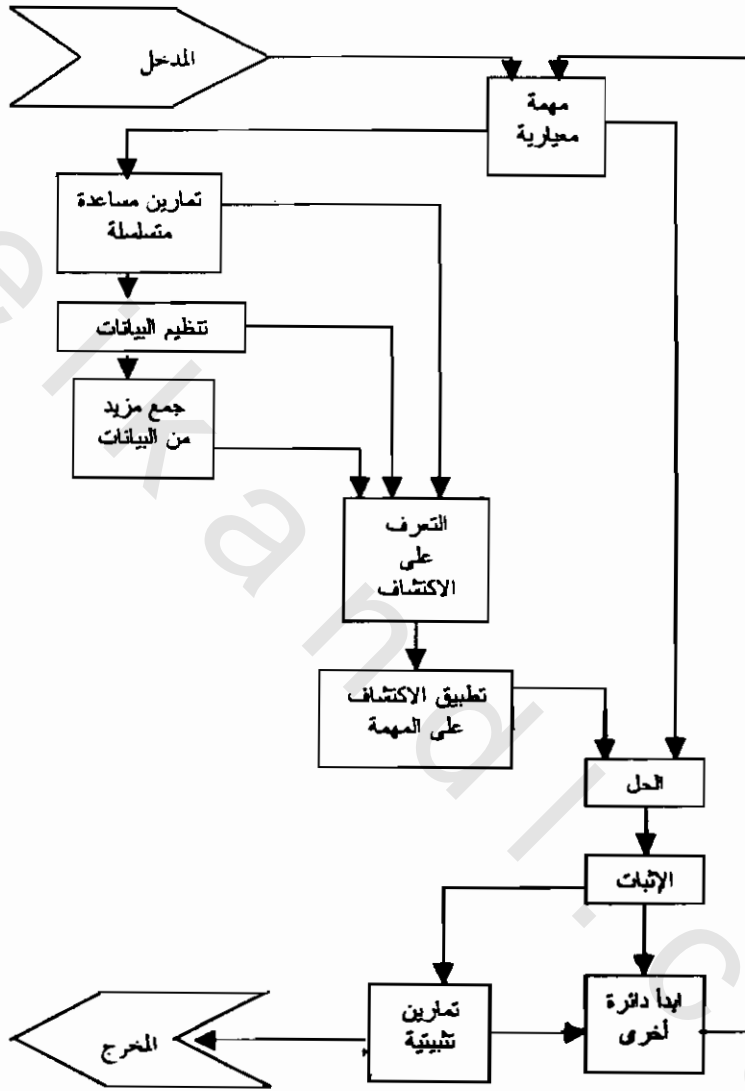 المدخل
مهمة
معيارية
تمارين مساعدة
متسلسلة
تنظيم البيانات
جمع مزيد
من البيانات
التعرف
على
الاكتشاف
تطبيق الاكتشاف
على المهمة
الحل
الإثبات
ابدأ دائرة
أخرى
تمارين
تثبيتية
المخرج
eikandl.c